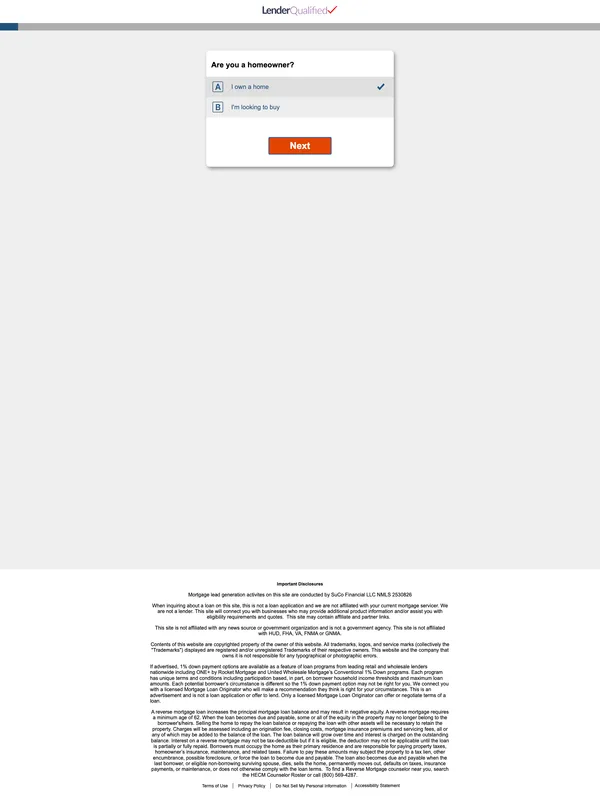 LenderQualified
Are you a homeowner?
A I own a home
B I'm looking to buy
Next
Important Disclosures
Mortgage lead generation activites on this site are conducted by SuCo Financial LLC NMLS 2530826
When inquiring about a loan on this site, this is not a loan application and we are not affiliated with your current mortgage servicer. We
are not a lender. This site will connect you with businesses who may provide additional product information and/or assist you with
eligibility requirements and quotes. This site may contain affiliate and partner links.
This site is not affiliated with any news source or government organization and is not a government agency. This site is not affiliated
with HUD, FHA, VA, FNMA or GNMA.
Contents of this website are copyrighted property of the owner of this website. All trademarks, logos, and service marks (collectively the
"Trademarks") displayed are registered and/or unregistered Trademarks of their respective owners. This website and the company that
owns it is not responsible for any typographical or photographic errors.
If advertised, 1% down payment options are available as a feature of loan programs from leading retail and wholesale lenders
nationwide including ONE+ by Rocket Mortgage and United Wholesale Mortgage's Conventional 1% Down programs. Each program
has unique terms and conditions including participation based, in part, on borrower household income thresholds and maximum loan
amounts. Each potential borrower's circumstance is different so the 1% down payment option may not be right for you. We connect you
with a licensed Mortgage Loan Originator who will make a recommendation they think is right for your circumstances. This is an
advertisement and is not a loan application or offer to lend. Only a licensed Mortgage Loan Originator can offer or negotiate terms of a
loan.
A reverse mortgage loan increases the principal mortgage loan balance and may result in negative equity. A reverse mortgage requires
a minimum age of 62. When the loan becomes due and payable, some or all of the equity in the property may no longer belong to the
borrower/heirs. Selling the home to repay the loan balance or repaying the loan with other assets will be necessary to retain the
property. Charges will be assessed including an origination fee, closing costs, mortgage insurance premiums and servicing fees, all or
any of which may be added to the balance of the loan. The loan balance will grow over time and interest is charged on the outstanding
balance. Interest on a reverse mortgage may not be tax-deductible but if it is eligible, the deduction may not be applicable until the loan
is partially or fully repaid. Borrowers must occupy the home as their primary residence and are responsible for paying property taxes,
homeowner's insurance, maintenance, and related taxes. Failure to pay these amounts may subject the property to a tax lien, other
encumbrance, possible foreclosure, or force the loan to become due and payable. The loan also becomes due and payable when the
last borrower, or eligible non-borrowing surviving spouse, dies, sells the home, permanently moves out, defaults on taxes, insurance
payments, or maintenance, or does not otherwise comply with the loan terms. To find a Reverse Mortgage counselor near you, search
the HECM Counselor Roster or call (800) 569-4287.
Terms of Use | Privacy Policy | Do Not Sell My Personal Information | Accessibility Statement